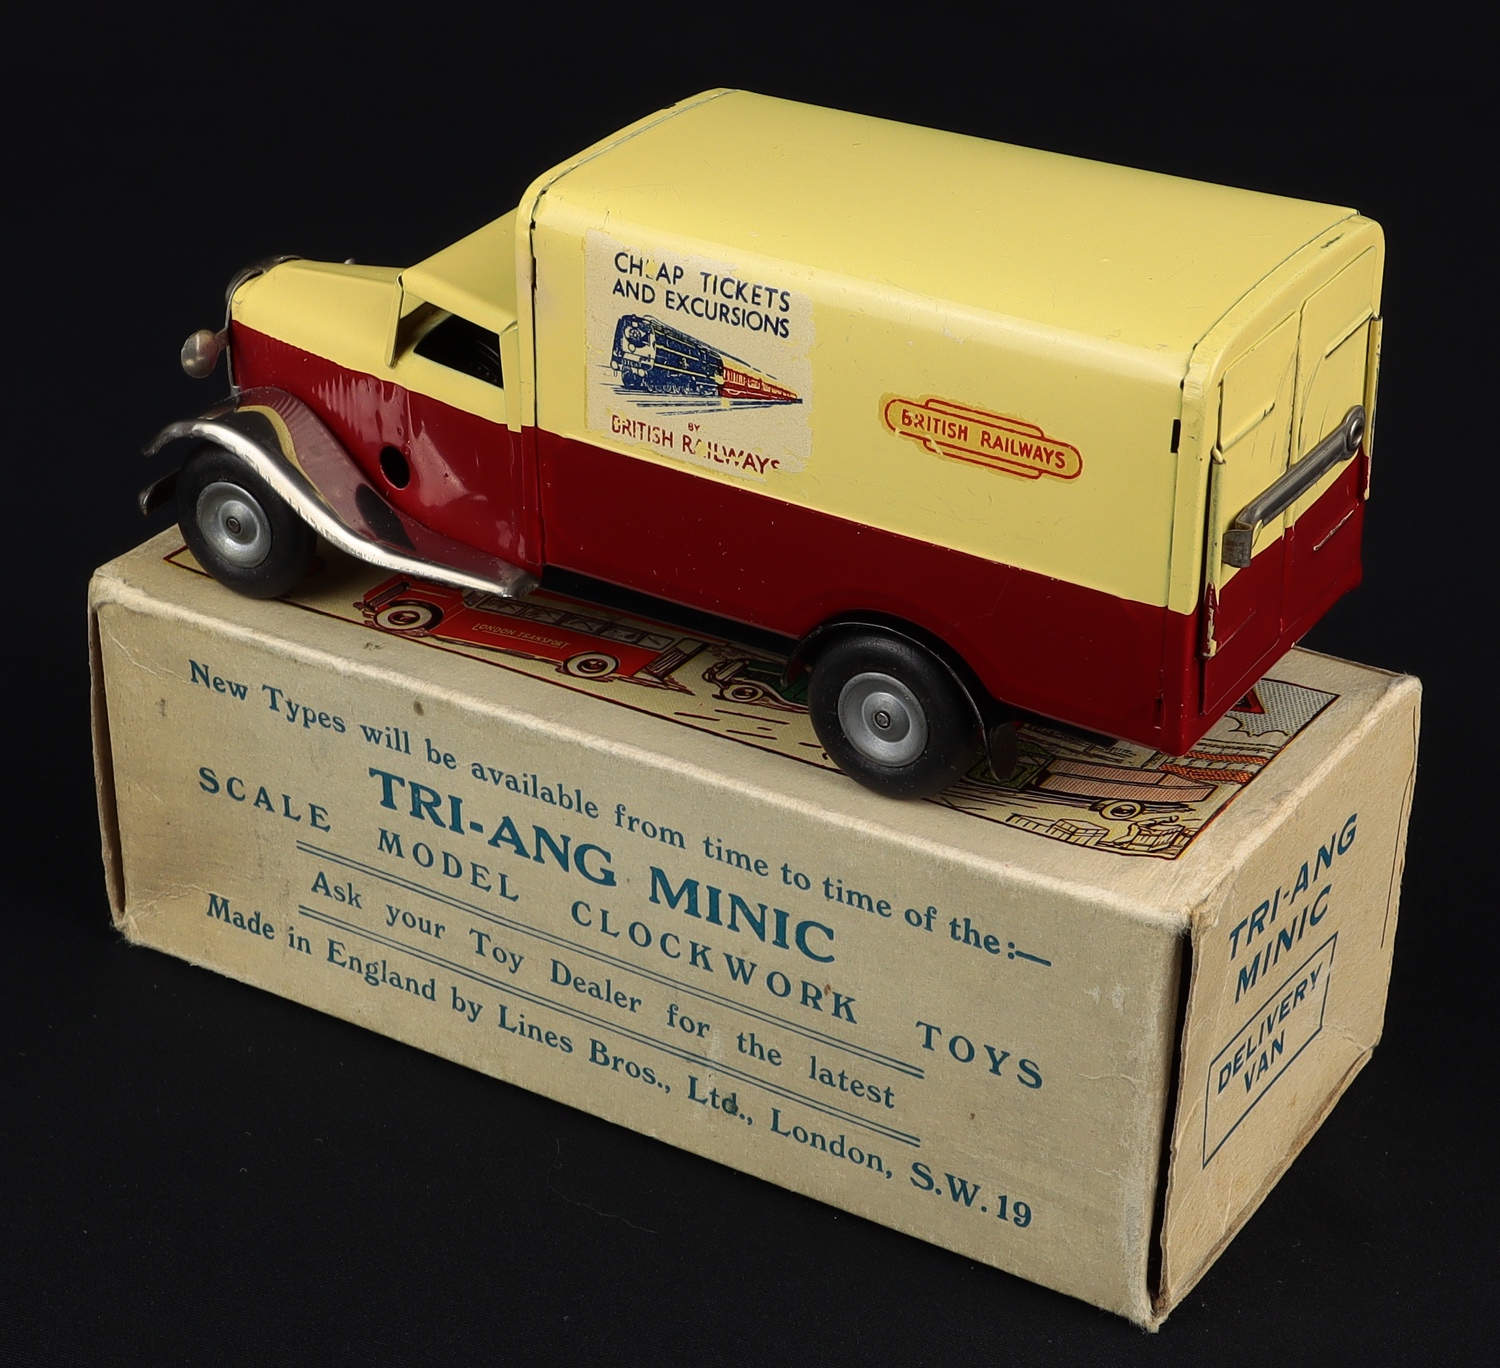 CHEAP TICKETS
AND EXCURSIONS
BY
BRITISH RAILWAYS
BRITISH RAILWAYS
LONDON TRANSPORT
New Types will be available from time to time of the:—
TRI-ANG MINIC
SCALE MODEL CLOCKWORK TOYS
Ask your Toy Dealer for the latest
Made in England by Lines Bros., Ltd., London, S.W.19
TRI-ANG
MINIC
DELIVERY
VAN